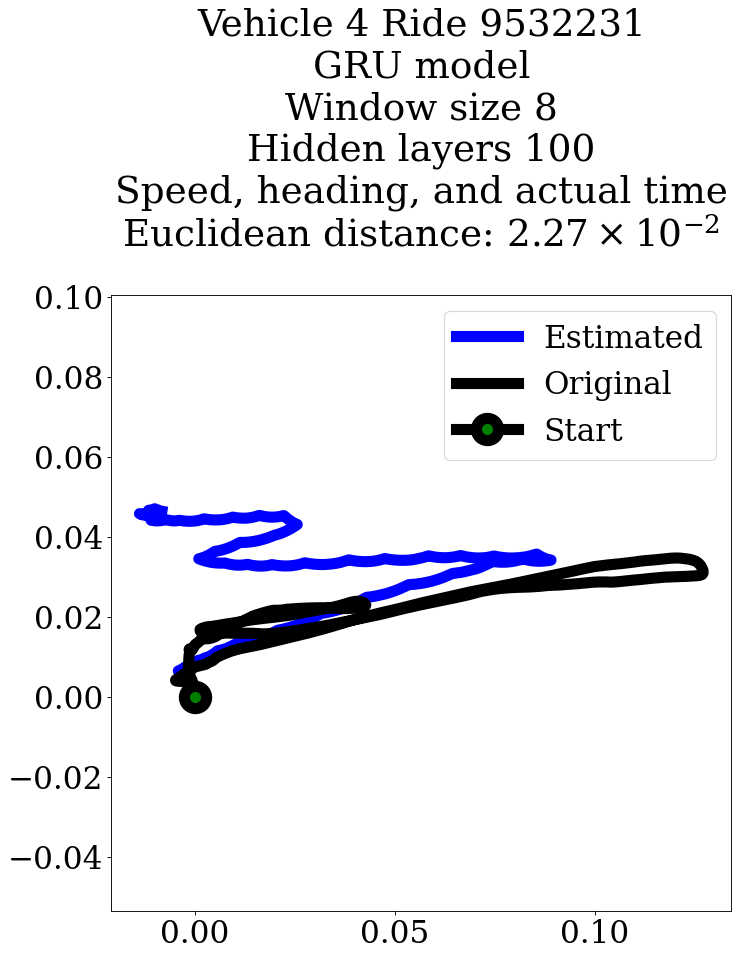 Vehicle 4 Ride 9532231
GRU model
Window size 8
Hidden layers 100
Speed, heading, and actual time
Euclidean distance: 2.27 × 10⁻²
Estimated
Original
Start
0.10
0.08
0.06
0.04
0.02
0.00
−0.02
−0.04
0.00 0.05 0.10